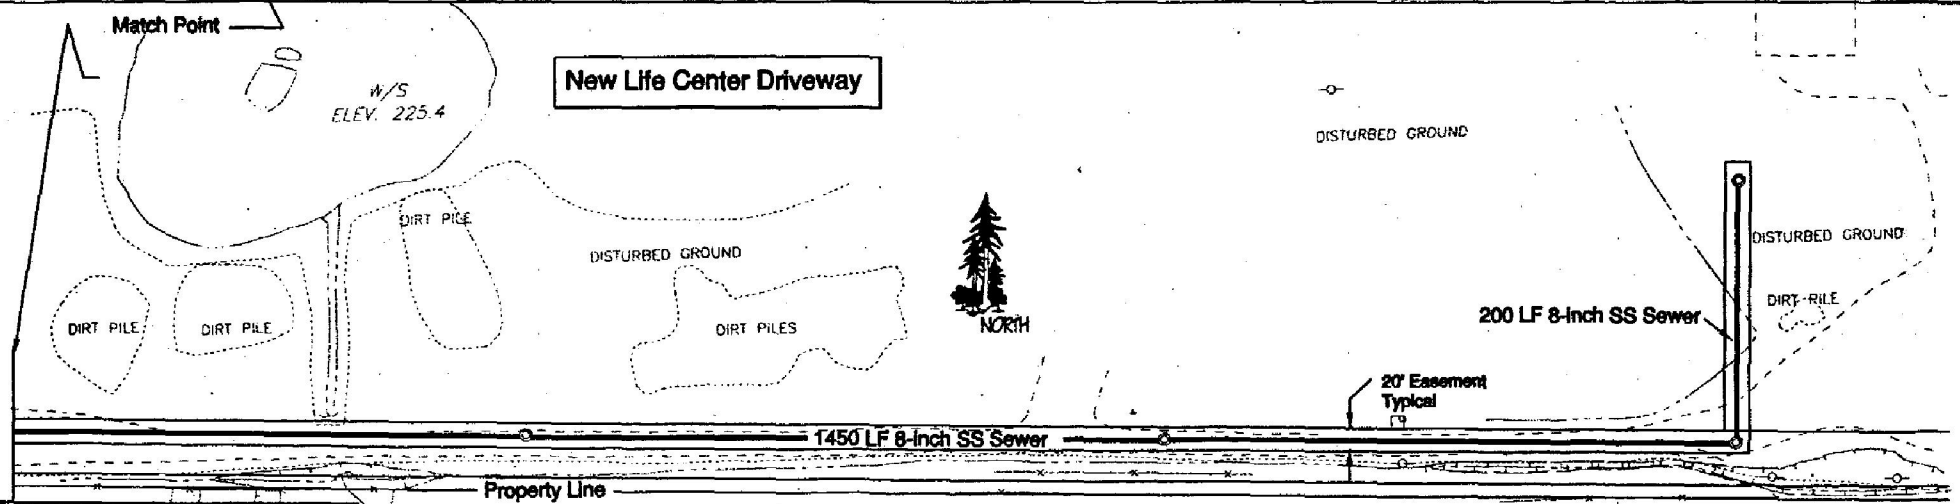 Match Point
New Life Center Driveway
W/S
ELEV. 225.4
DISTURBED GROUND
DIRT PILE
DISTURBED GROUND
DISTURBED GROUND
DIRT PILE
DIRT PILE
DIRT PILES
NORTH
DIRT PILE
200 LF 8-inch SS Sewer
20' Easement
Typical
1450 LF 8-inch SS Sewer
Property Line